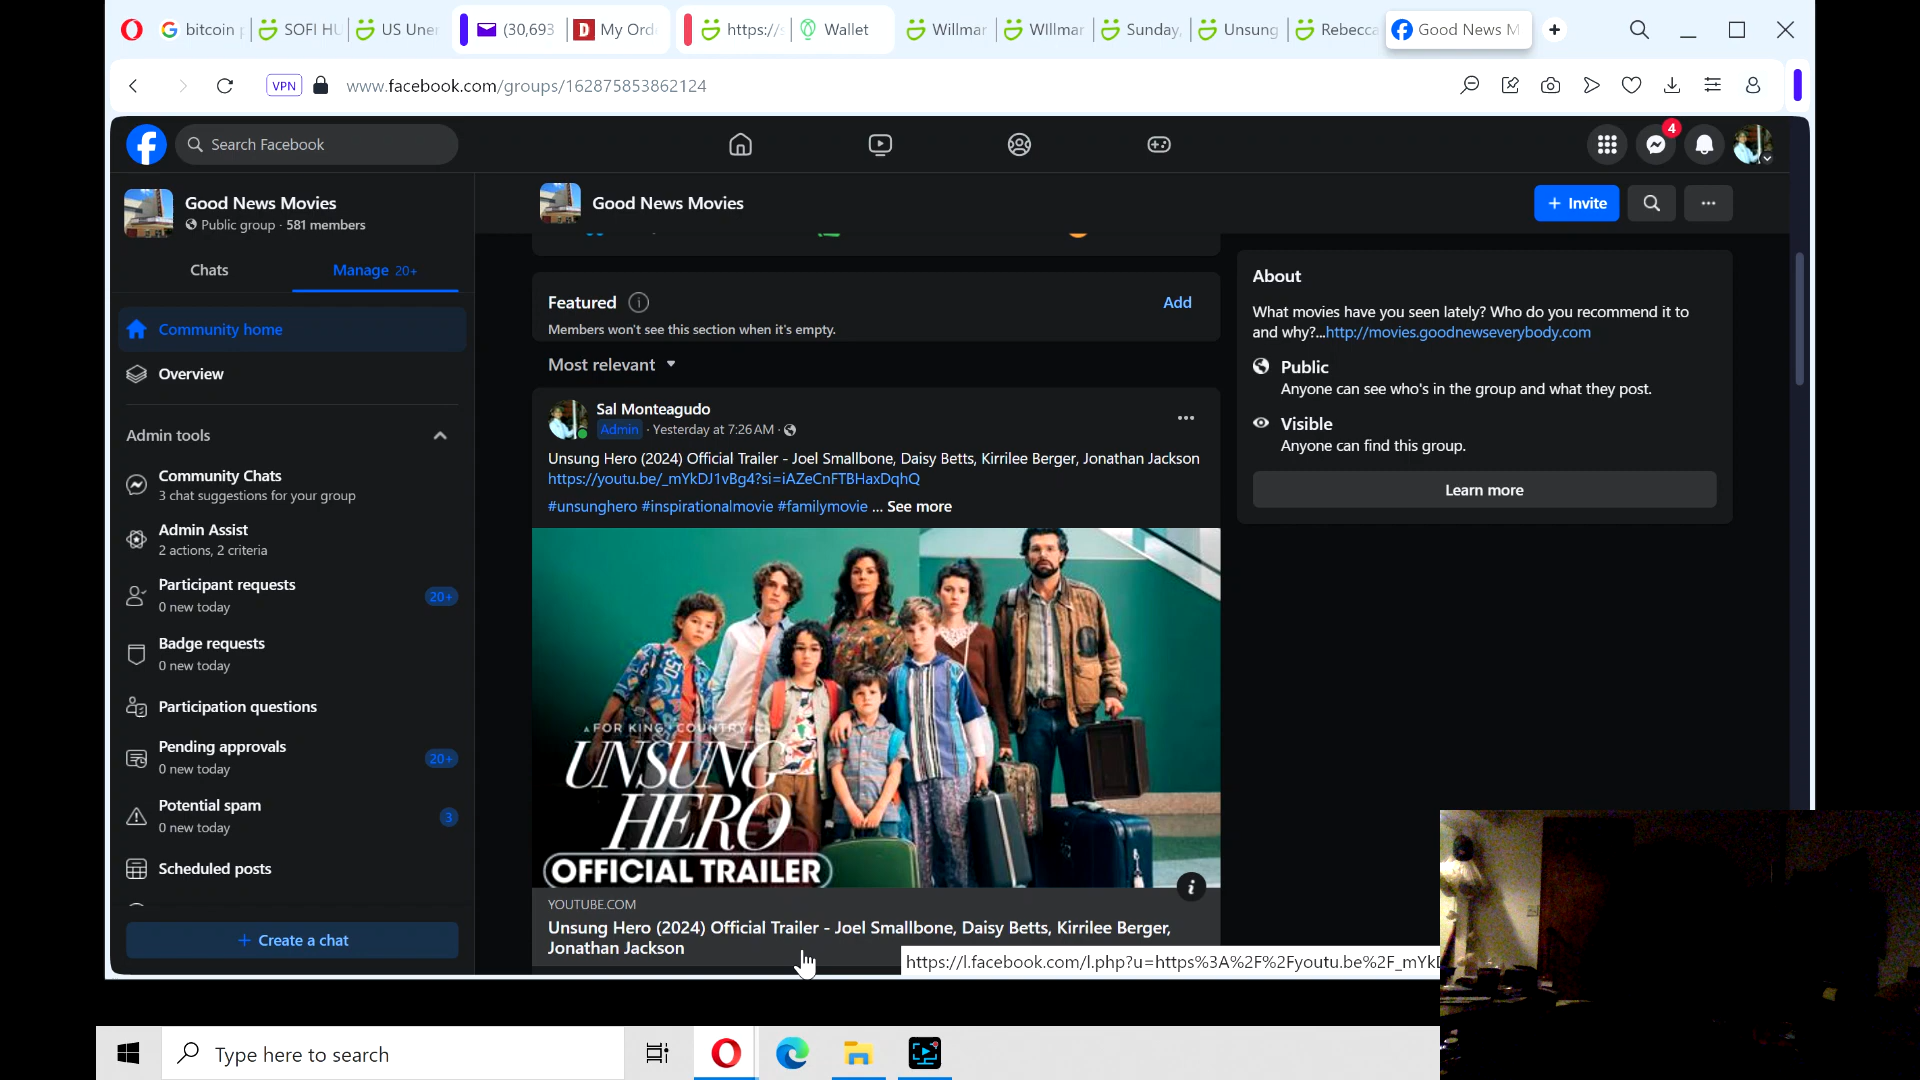 bitcoin
SOFI HU
US Uner
(30,693
My Orde
https://s
Wallet
Willmar
WIllmar
Sunday,
Unsung
Rebecca
Good News M
VPN
www.facebook.com/groups/162875853862124
Search Facebook
4
Good News Movies
Public group · 581 members
Chats
Manage 20+
Community home
Overview
Admin tools
Community Chats
3 chat suggestions for your group
Admin Assist
2 actions, 2 criteria
Participant requests
0 new today
20+
Badge requests
0 new today
Participation questions
Pending approvals
0 new today
20+
Potential spam
0 new today
3
Scheduled posts
+ Create a chat
Good News Movies
+ Invite
Featured
Add
Members won't see this section when it's empty.
Most relevant
Sal Monteagudo
Admin · Yesterday at 7:26 AM ·
Unsung Hero (2024) Official Trailer - Joel Smallbone, Daisy Betts, Kirrilee Berger, Jonathan Jackson
https://youtu.be/_mYkDJ1vBg4?si=iAZeCnFTBHaxDqhQ
#unsunghero #inspirationalmovie #familymovie ... See more
A FOR KING + COUNTRY
UNSUNG
HERO
OFFICIAL TRAILER
YOUTUBE.COM
Unsung Hero (2024) Official Trailer - Joel Smallbone, Daisy Betts, Kirrilee Berger,
Jonathan Jackson
About
What movies have you seen lately? Who do you recommend it to
and why?...http://movies.goodnewseverybody.com
Public
Anyone can see who's in the group and what they post.
Visible
Anyone can find this group.
Learn more
https://l.facebook.com/l.php?u=https%3A%2F%2Fyoutu.be%2F_mYkD
Type here to search